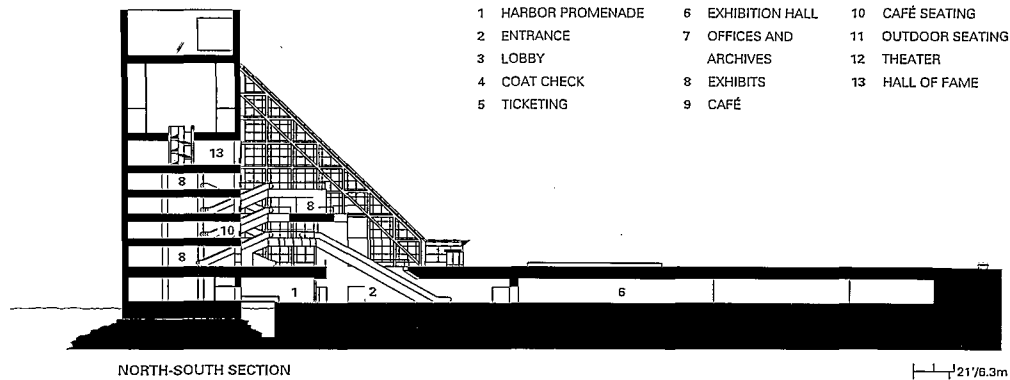 1 HARBOR PROMENADE
2 ENTRANCE
3 LOBBY
4 COAT CHECK
5 TICKETING
6 EXHIBITION HALL
7 OFFICES AND
ARCHIVES
8 EXHIBITS
9 CAFÉ
10 CAFÉ SEATING
11 OUTDOOR SEATING
12 THEATER
13 HALL OF FAME
13
8
8
10
8
1
2
6
NORTH-SOUTH SECTION
21'/6.3m